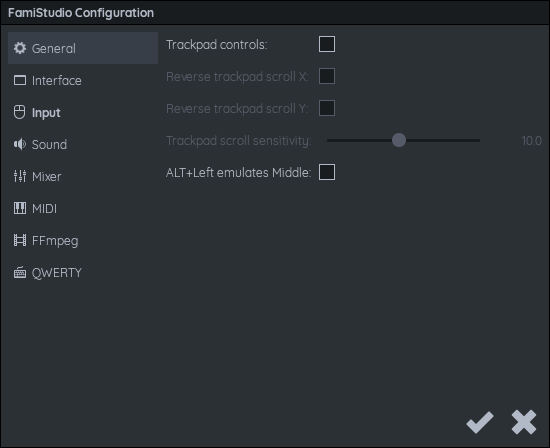 FamiStudio Configuration
General
Interface
Input
Sound
Mixer
MIDI
FFmpeg
QWERTY
Trackpad controls:
Reverse trackpad scroll X:
Reverse trackpad scroll Y:
Trackpad scroll sensitivity: 10.0
ALT+Left emulates Middle: